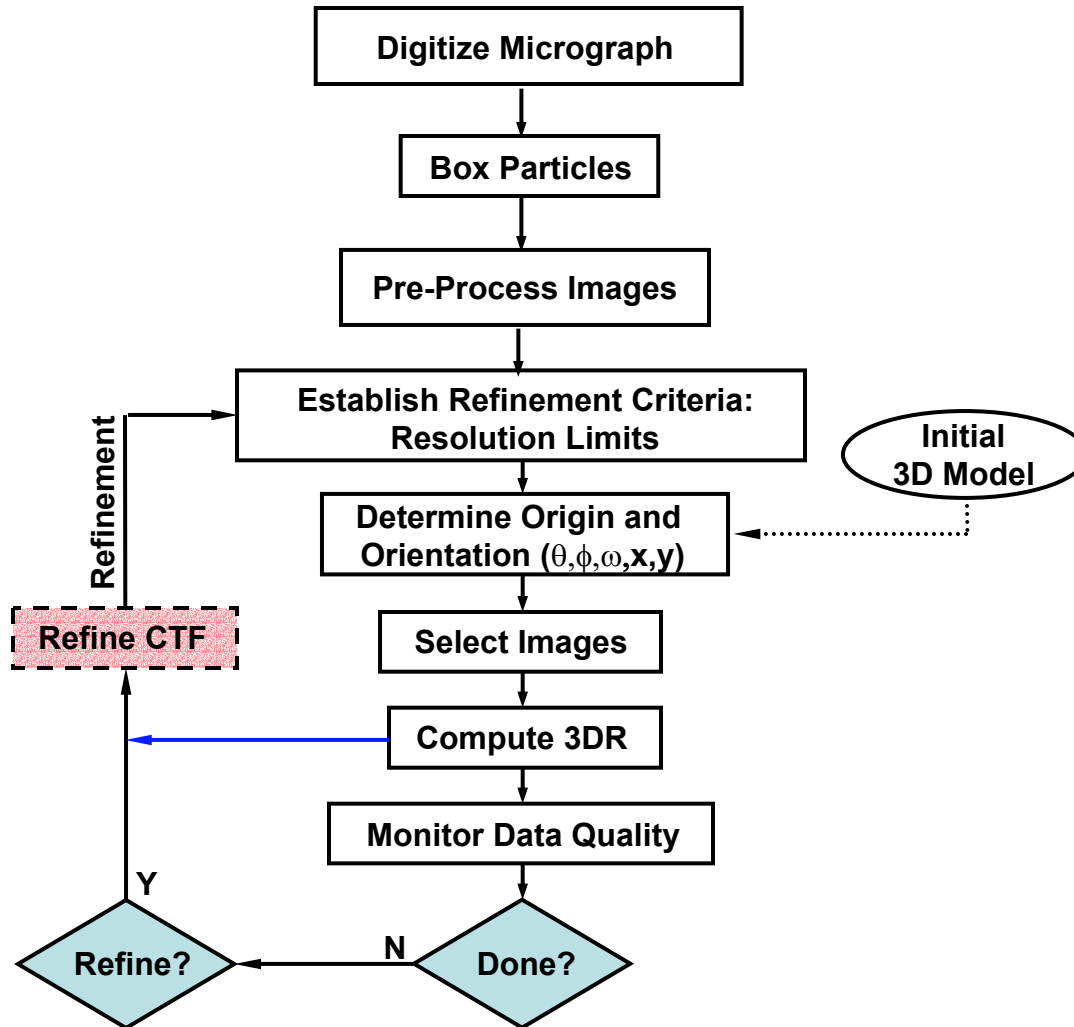 Digitize Micrograph
Box Particles
Pre-Process Images
Establish Refinement Criteria:
Resolution Limits
Initial
3D Model
Determine Origin and
Orientation (θ,ϕ,ω,x,y)
Refinement
Refine CTF
Select Images
Compute 3DR
Monitor Data Quality
Y
N
Refine?
Done?